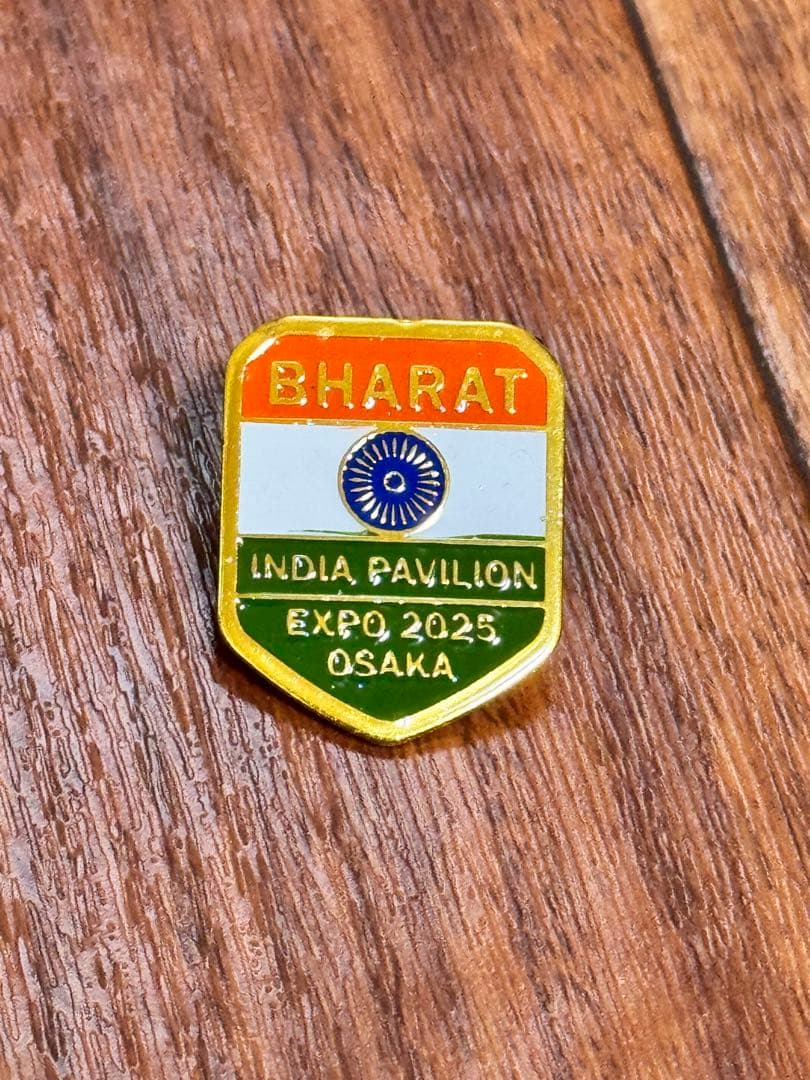 BHARAT
INDIA PAVILION
EXPO 2025
OSAKA